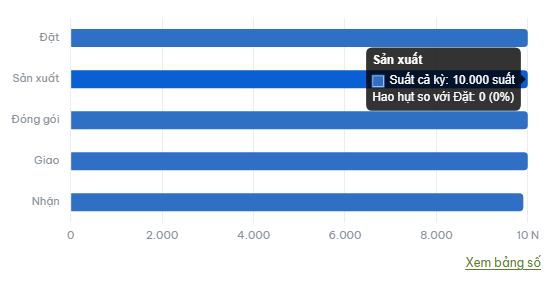 Đặt
Sản xuất
Sản xuất
Suất cả kỳ: 10.000 suất
Hao hụt so với Đặt: 0 (0%)
Đóng gói
Giao
Nhận
0 2.000 4.000 6.000 8.000 10 N
Xem bảng số